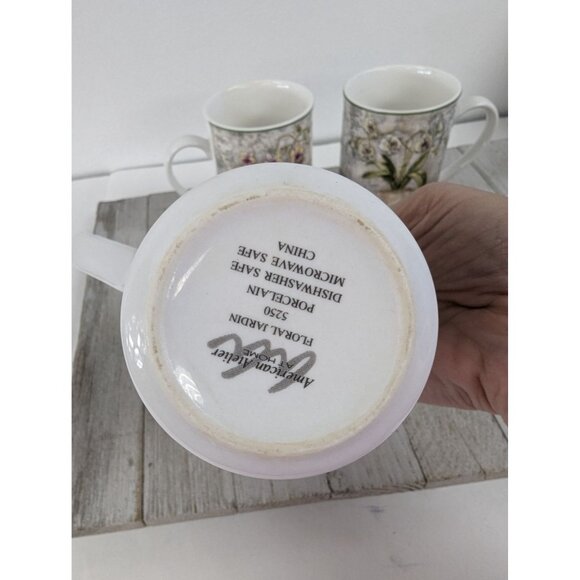 American Atelier
AT HOME
FLORAL JARDIN
5250
PORCELAIN
DISHWASHER SAFE
MICROWAVE SAFE
CHINA